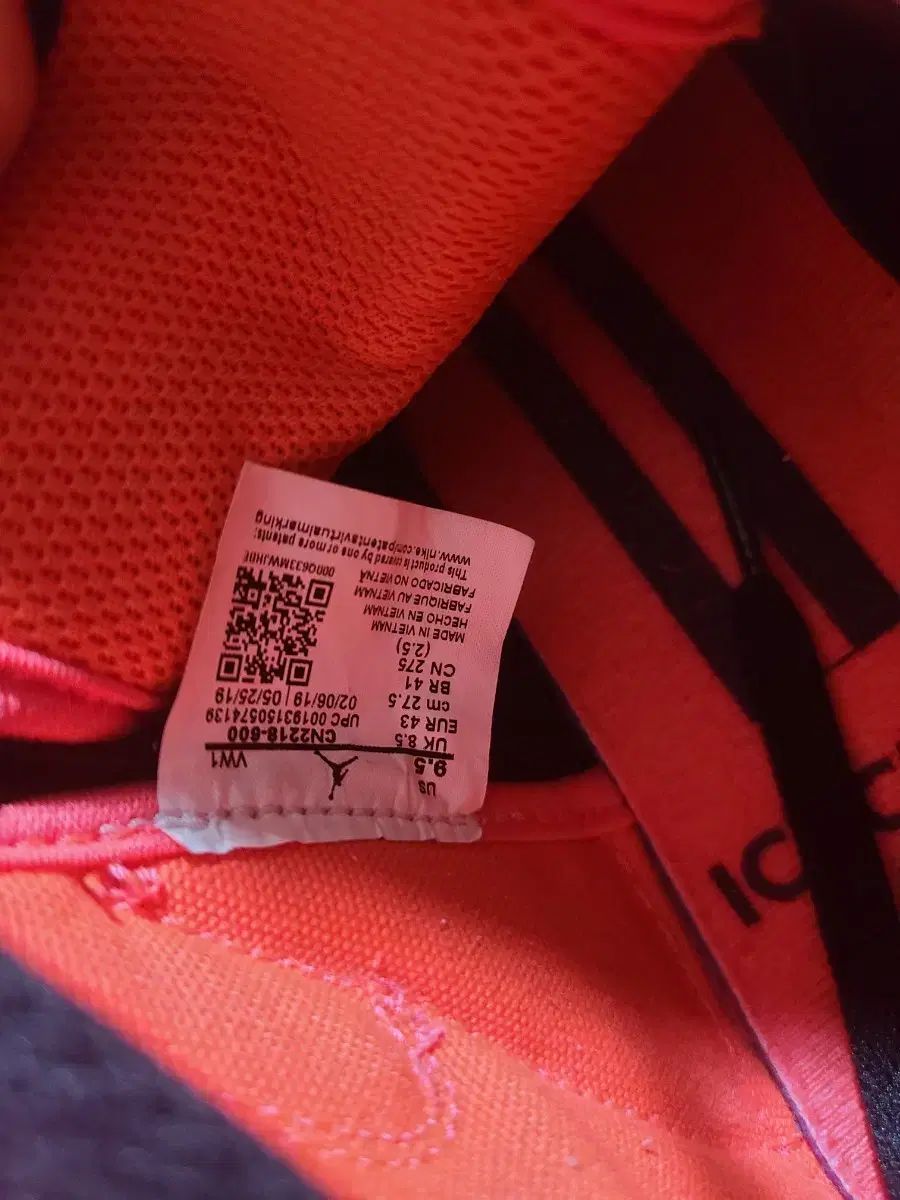 US
9.5
VW1
UK 8.5
CN2218-600
EUR 43
UPC 00193150574139
cm 27.5
02/06/19 05/25/19
BR 41
CN 275
(2.5)
MADE IN VIETNAM
HECHO EN VIETNAM
FABRIQUE AU VIETNAM
FABRICADO NO VIETNÃ
This product is covered by one or more patents:
www.nike.com/patentavirtualmarking